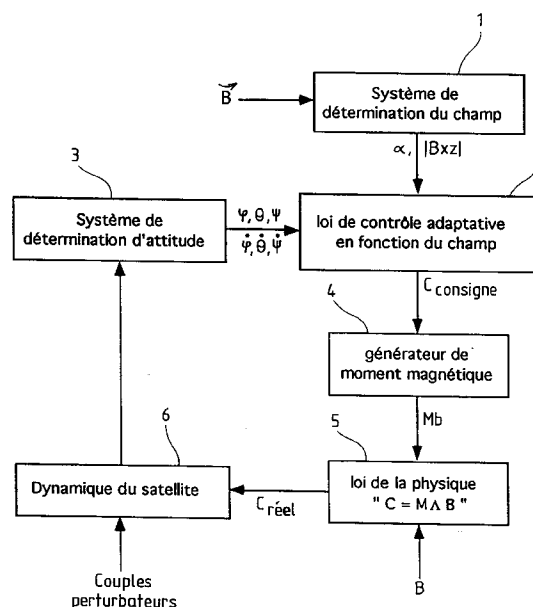 1
B⃗
Système de
détermination du champ
α, |Bxz|
3
Système de
détermination d'attitude
φ, θ, ψ
φ̇, θ̇, ψ̇
loi de contrôle adaptative
en fonction du champ
C consigne
4
générateur de
moment magnétique
Mb
5
loi de la physique
" C = M Λ B "
6
Dynamique du satellite
C réel
Couples
perturbateurs
B